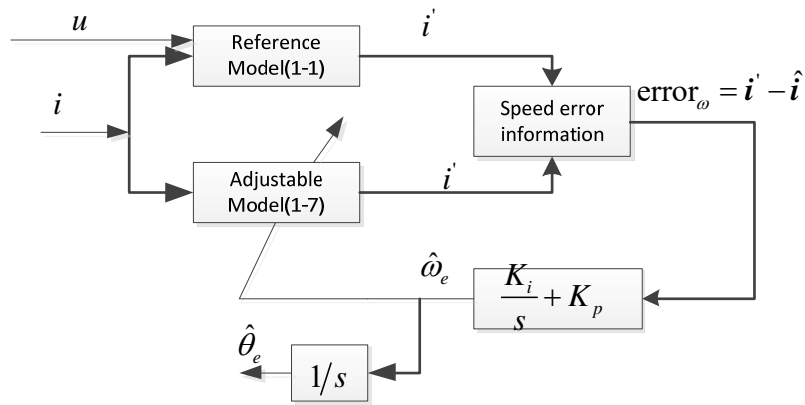 u
i'
Reference
Model(1-1)
i
Speed error
information
error_ω = i' − î
Adjustable
Model(1-7)
i'
ω̂_e
K_i/s + K_p
θ̂_e
1/s